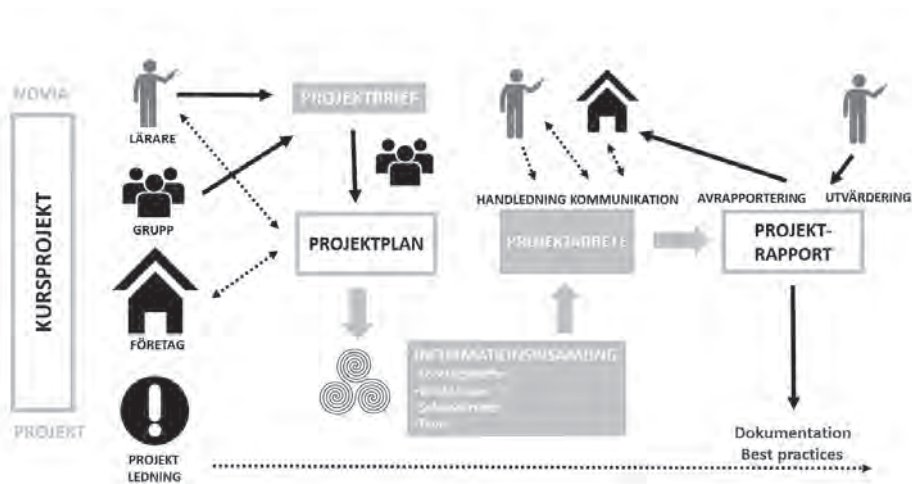 NOVIA
KURSPROJEKT
PROJEKT
LÄRARE
GRUPP
FÖRETAG
PROJEKT
LEDNING
PROJEKTBRIEF
PROJEKTPLAN
HANDLEDNING KOMMUNIKATION
PROJEKTARBETE
INFORMATIONSINSAMLING
AVRAPPORTERING
UTVÄRDERING
PROJEKT-
RAPPORT
Dokumentation
Best practices